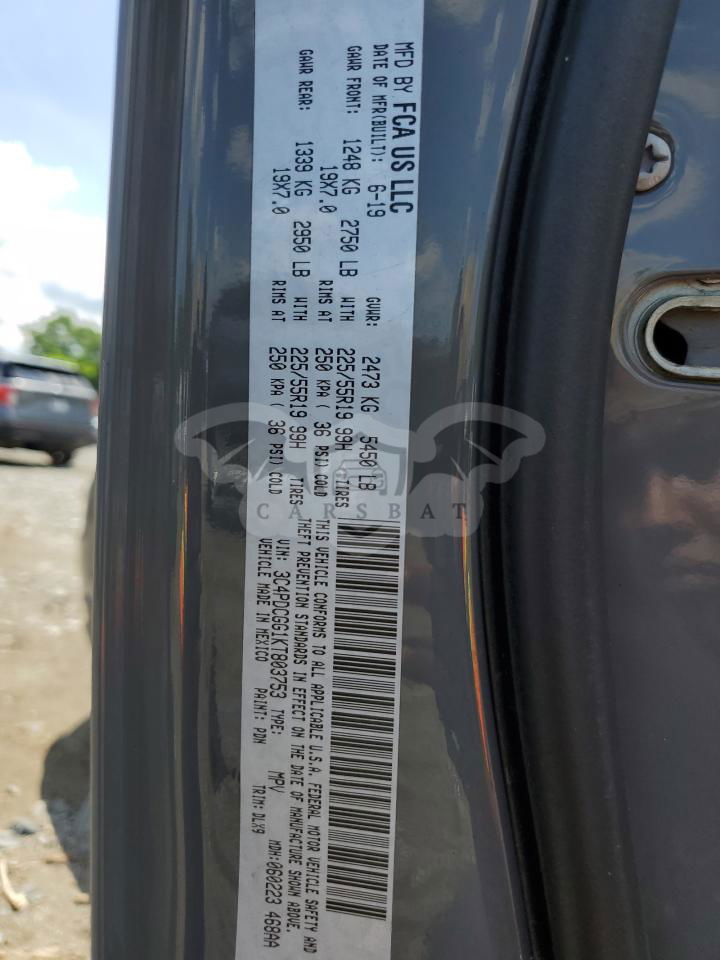 MFD BY FCA US LLC
DATE OF MFR(BUILT): 6-19 GVWR: 2473 KG 5450 LB
GAWR FRONT: 1248 KG 2750 LB WITH 225/55R19 99H TIRES
19X7.0 RIMS AT 250 KPA ( 36 PSI) COLD
GAWR REAR: 1339 KG 2950 LB WITH 225/55R19 99H TIRES
19X7.0 RIMS AT 250 KPA ( 36 PSI) COLD
THIS VEHICLE CONFORMS TO ALL APPLICABLE U.S.A. FEDERAL MOTOR VEHICLE SAFETY AND
THEFT PREVENTION STANDARDS IN EFFECT ON THE DATE OF MANUFACTURE SHOWN ABOVE.
VIN: 3C4PDCGG1KT803753 TYPE: MPV MDH:060223 468AA
VEHICLE MADE IN MEXICO PAINT: PDN TRIM: DLX9
CARSBAT